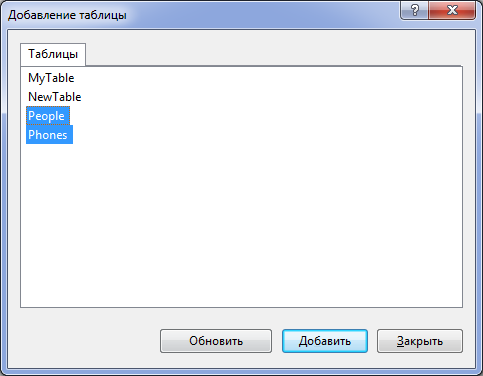 Добавление таблицы
?
Таблицы
MyTable
NewTable
People
Phones
Обновить Добавить Закрыть